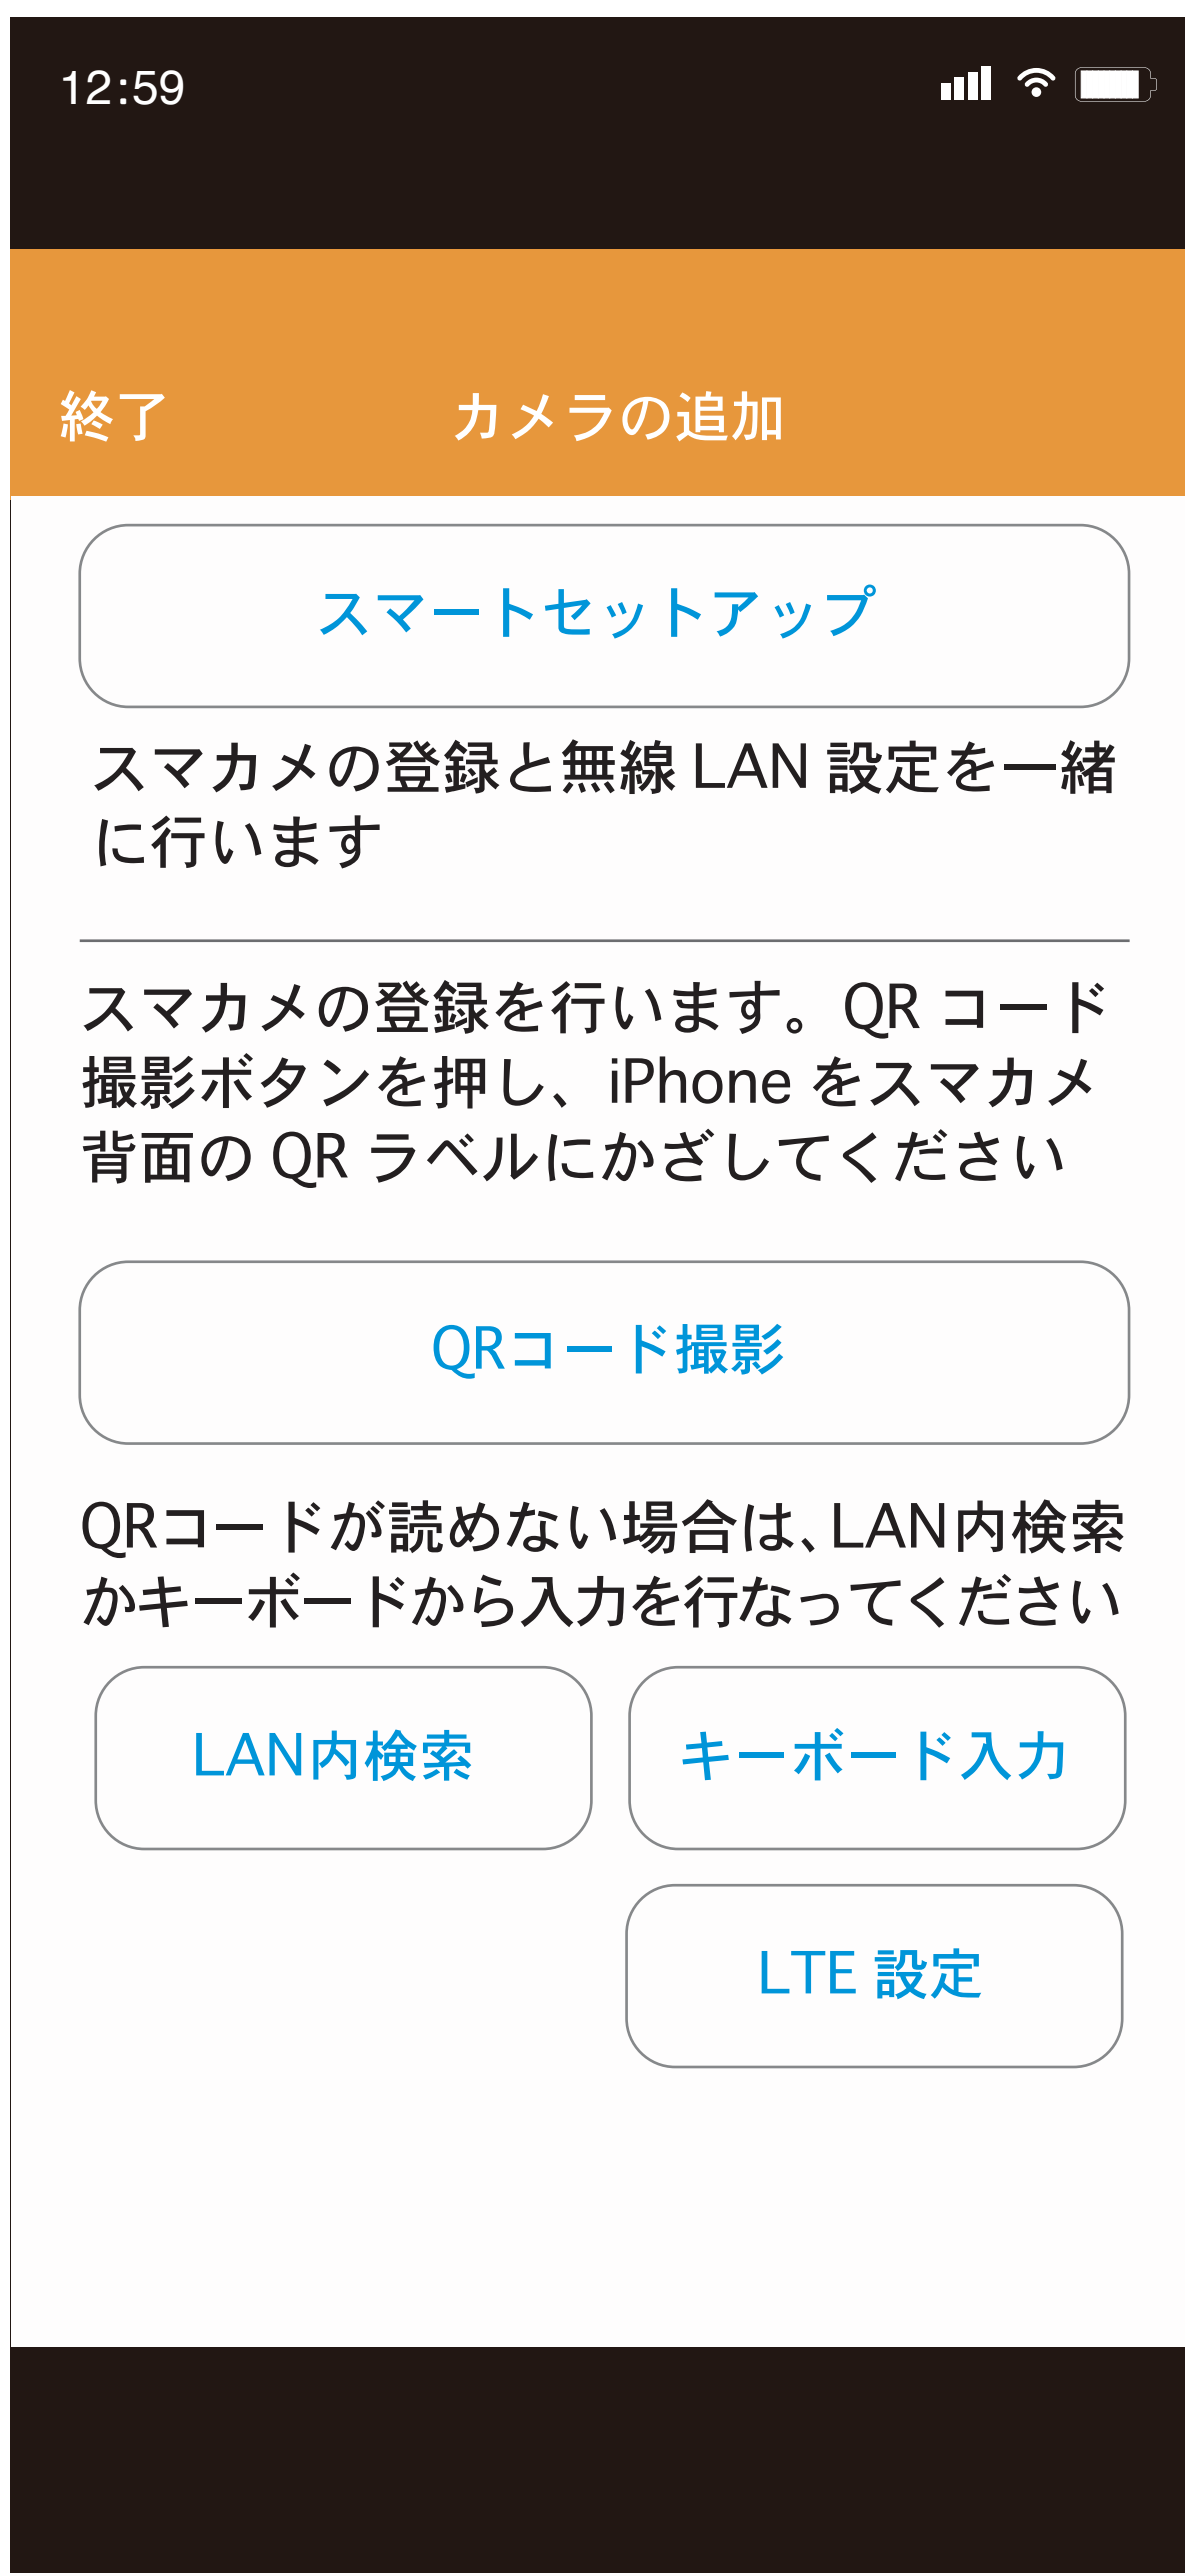 12:59
終了 カメラの追加
スマートセットアップ
スマカメの登録と無線 LAN 設定を一緒
に行います
スマカメの登録を行います。QR コード
撮影ボタンを押し、iPhone をスマカメ
背面の QR ラベルにかざしてください
QRコード撮影
QRコードが読めない場合は、LAN内検索
かキーボードから入力を行なってください
LAN内検索 キーボード入力
LTE 設定